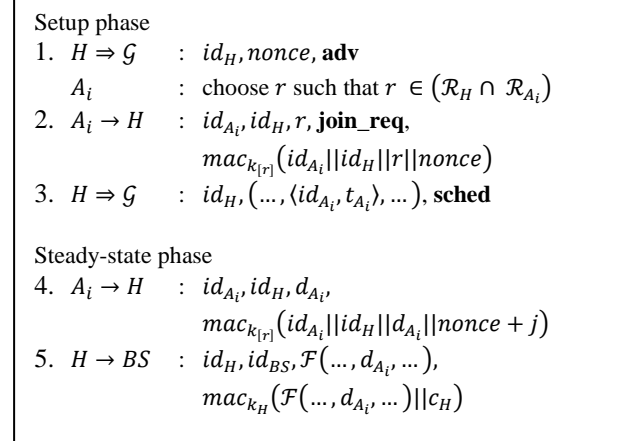 Setup phase
1. H ⇒ 𝒢 : id_H, nonce, adv
A_i : choose r such that r ∈ (ℛ_H ∩ ℛ_{A_i})
2. A_i → H : id_{A_i}, id_H, r, join_req,
mac_{k_{[r]}}(id_{A_i}||id_H||r||nonce)
3. H ⇒ 𝒢 : id_H, (…, ⟨id_{A_i}, t_{A_i}⟩, …), sched
Steady-state phase
4. A_i → H : id_{A_i}, id_H, d_{A_i},
mac_{k_{[r]}}(id_{A_i}||id_H||d_{A_i}||nonce + j)
5. H → BS : id_H, id_{BS}, ℱ(…, d_{A_i}, …),
mac_{k_H}(ℱ(…, d_{A_i}, …)||c_H)